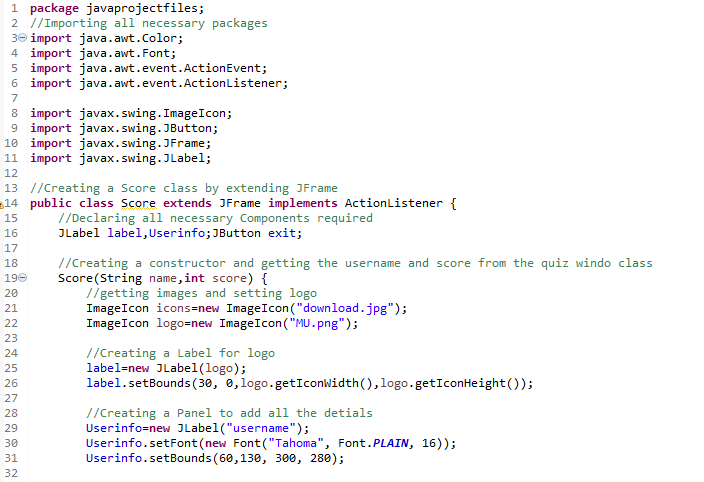 1 package javaprojectfiles;
2 //Importing all necessary packages
3 import java.awt.Color;
4 import java.awt.Font;
5 import java.awt.event.ActionEvent;
6 import java.awt.event.ActionListener;
7
8 import javax.swing.ImageIcon;
9 import javax.swing.JButton;
10 import javax.swing.JFrame;
11 import javax.swing.JLabel;
12
13 //Creating a Score class by extending JFrame
14 public class Score extends JFrame implements ActionListener {
15     //Declaring all necessary Components required
16     JLabel label,Userinfo;JButton exit;
17
18     //Creating a constructor and getting the username and score from the quiz windo class
19     Score(String name,int score) {
20         //getting images and setting logo
21         ImageIcon icons=new ImageIcon("download.jpg");
22         ImageIcon logo=new ImageIcon("MU.png");
23
24         //Creating a Label for logo
25         label=new JLabel(logo);
26         label.setBounds(30, 0,logo.getIconWidth(),logo.getIconHeight());
27
28         //Creating a Panel to add all the detials
29         Userinfo=new JLabel("username");
30         Userinfo.setFont(new Font("Tahoma", Font.PLAIN, 16));
31         Userinfo.setBounds(60,130, 300, 280);
32